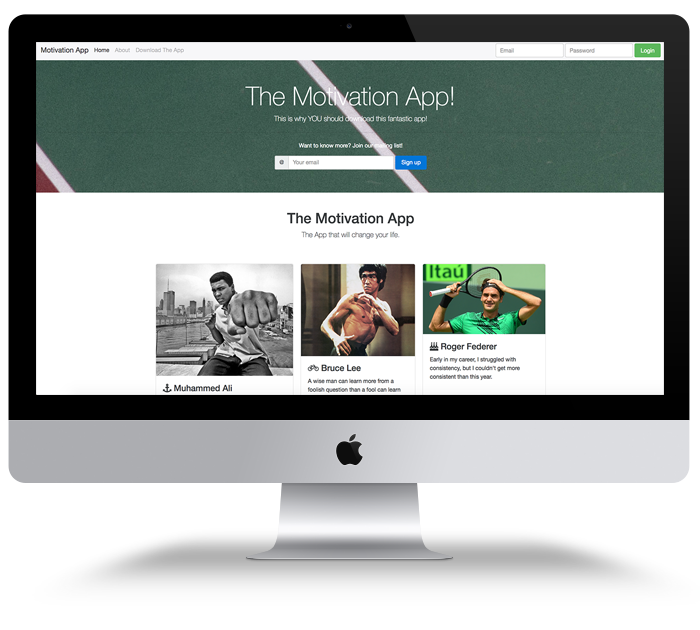 Motivation App Home About Download The App Email Password Login
The Motivation App!
This is why YOU should download this fantastic app!
Want to know more? Join our mailing list!
@ Your email Sign up
The Motivation App
The App that will change your life.
Itaú
Muhammed Ali
Bruce Lee
A wise man can learn more from a
foolish question than a fool can learn
Roger Federer
Early in my career, I struggled with
consistency, but I couldn't get more
consistent than this year.